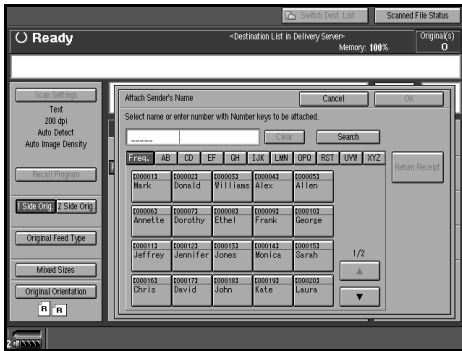 Switch Dest. List Scanned File Status
Ready
<Destination List in Delivery Server>
Memory: 100%
Original(s)
0
Scan Settings
Text
200 dpi
Auto Detect
Auto Image Density
Recall Program
1 Side Orig. 2 Side Orig.
Original Feed Type
Mixed Sizes
Original Orientation
R R
Attach Sender's Name Cancel OK
Select name or enter number with Number keys to be attached.
_____ Clear Search
Freq. AB CD EF GH IJK LMN OPQ RST UVW XYZ
Return Receipt
[00001] [00002] [00003] [00004] [00005]
Mark Donald Williams Alex Allen
[00006] [00007] [00008] [00009] [00010]
Annette Dorothy Ethel Frank George
[00011] [00012] [00013] [00014] [00015]
Jeffrey Jennifer Jones Monica Sarah
1/2
[00016] [00017] [00018] [00019] [00020]
Chris David John Kate Laura
▲
▼